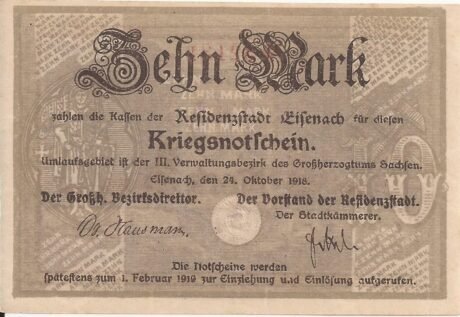 Zehn Mark
zahlen die Kassen der Residenzstadt Eisenach für diesen
Kriegsnotschein.
Umlaufsgebiet ist der III. Verwaltungsbezirk des Großherzogtums Sachsen.
Eisenach, den 24. Oktober 1918.
Der Großh. Bezirksdirektor. Der Vorstand der Residenzstadt.
Der Stadtkämmerer.
Die Notscheine werden
spätestens zum 1. Februar 1919 zur Einziehung und Einlösung aufgerufen.